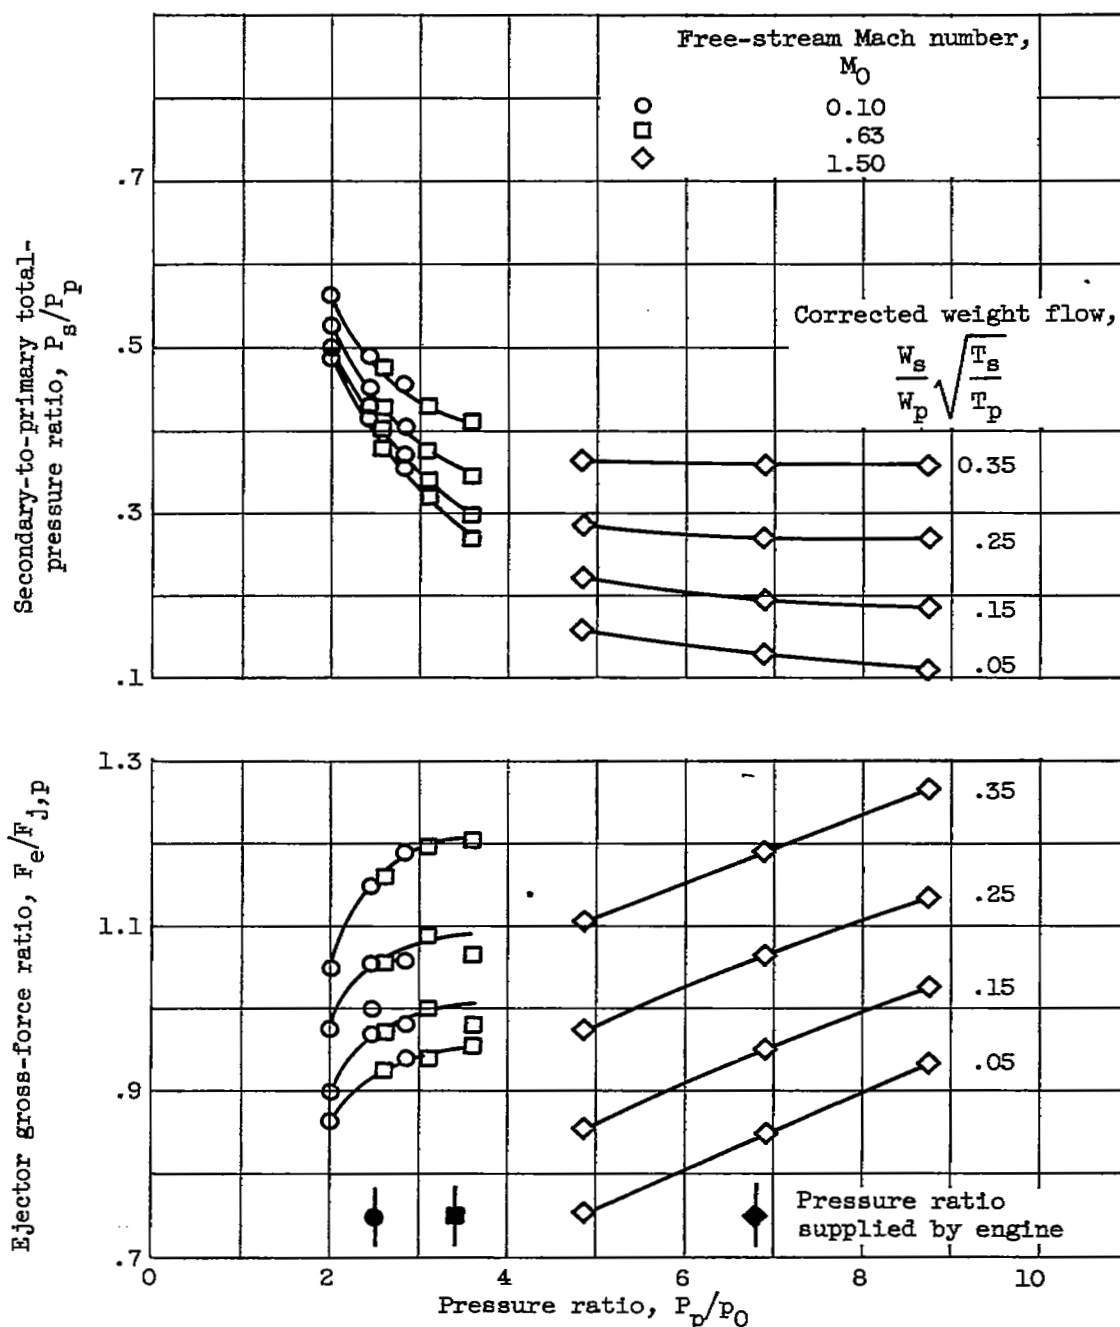 Free-stream Mach number,
M0
0.10
.63
1.50
.7
.5
.3
.1
Secondary-to-primary total-
pressure ratio, Ps/Pp
Corrected weight flow,
Ws/Wp √Ts/Tp
0.35
.25
.15
.05
1.3
1.1
.9
.7
Ejector gross-force ratio, Fe/Fj,p
.35
.25
.15
.05
Pressure ratio
supplied by engine
0 2 4 6 8 10
Pressure ratio, Pp/p0